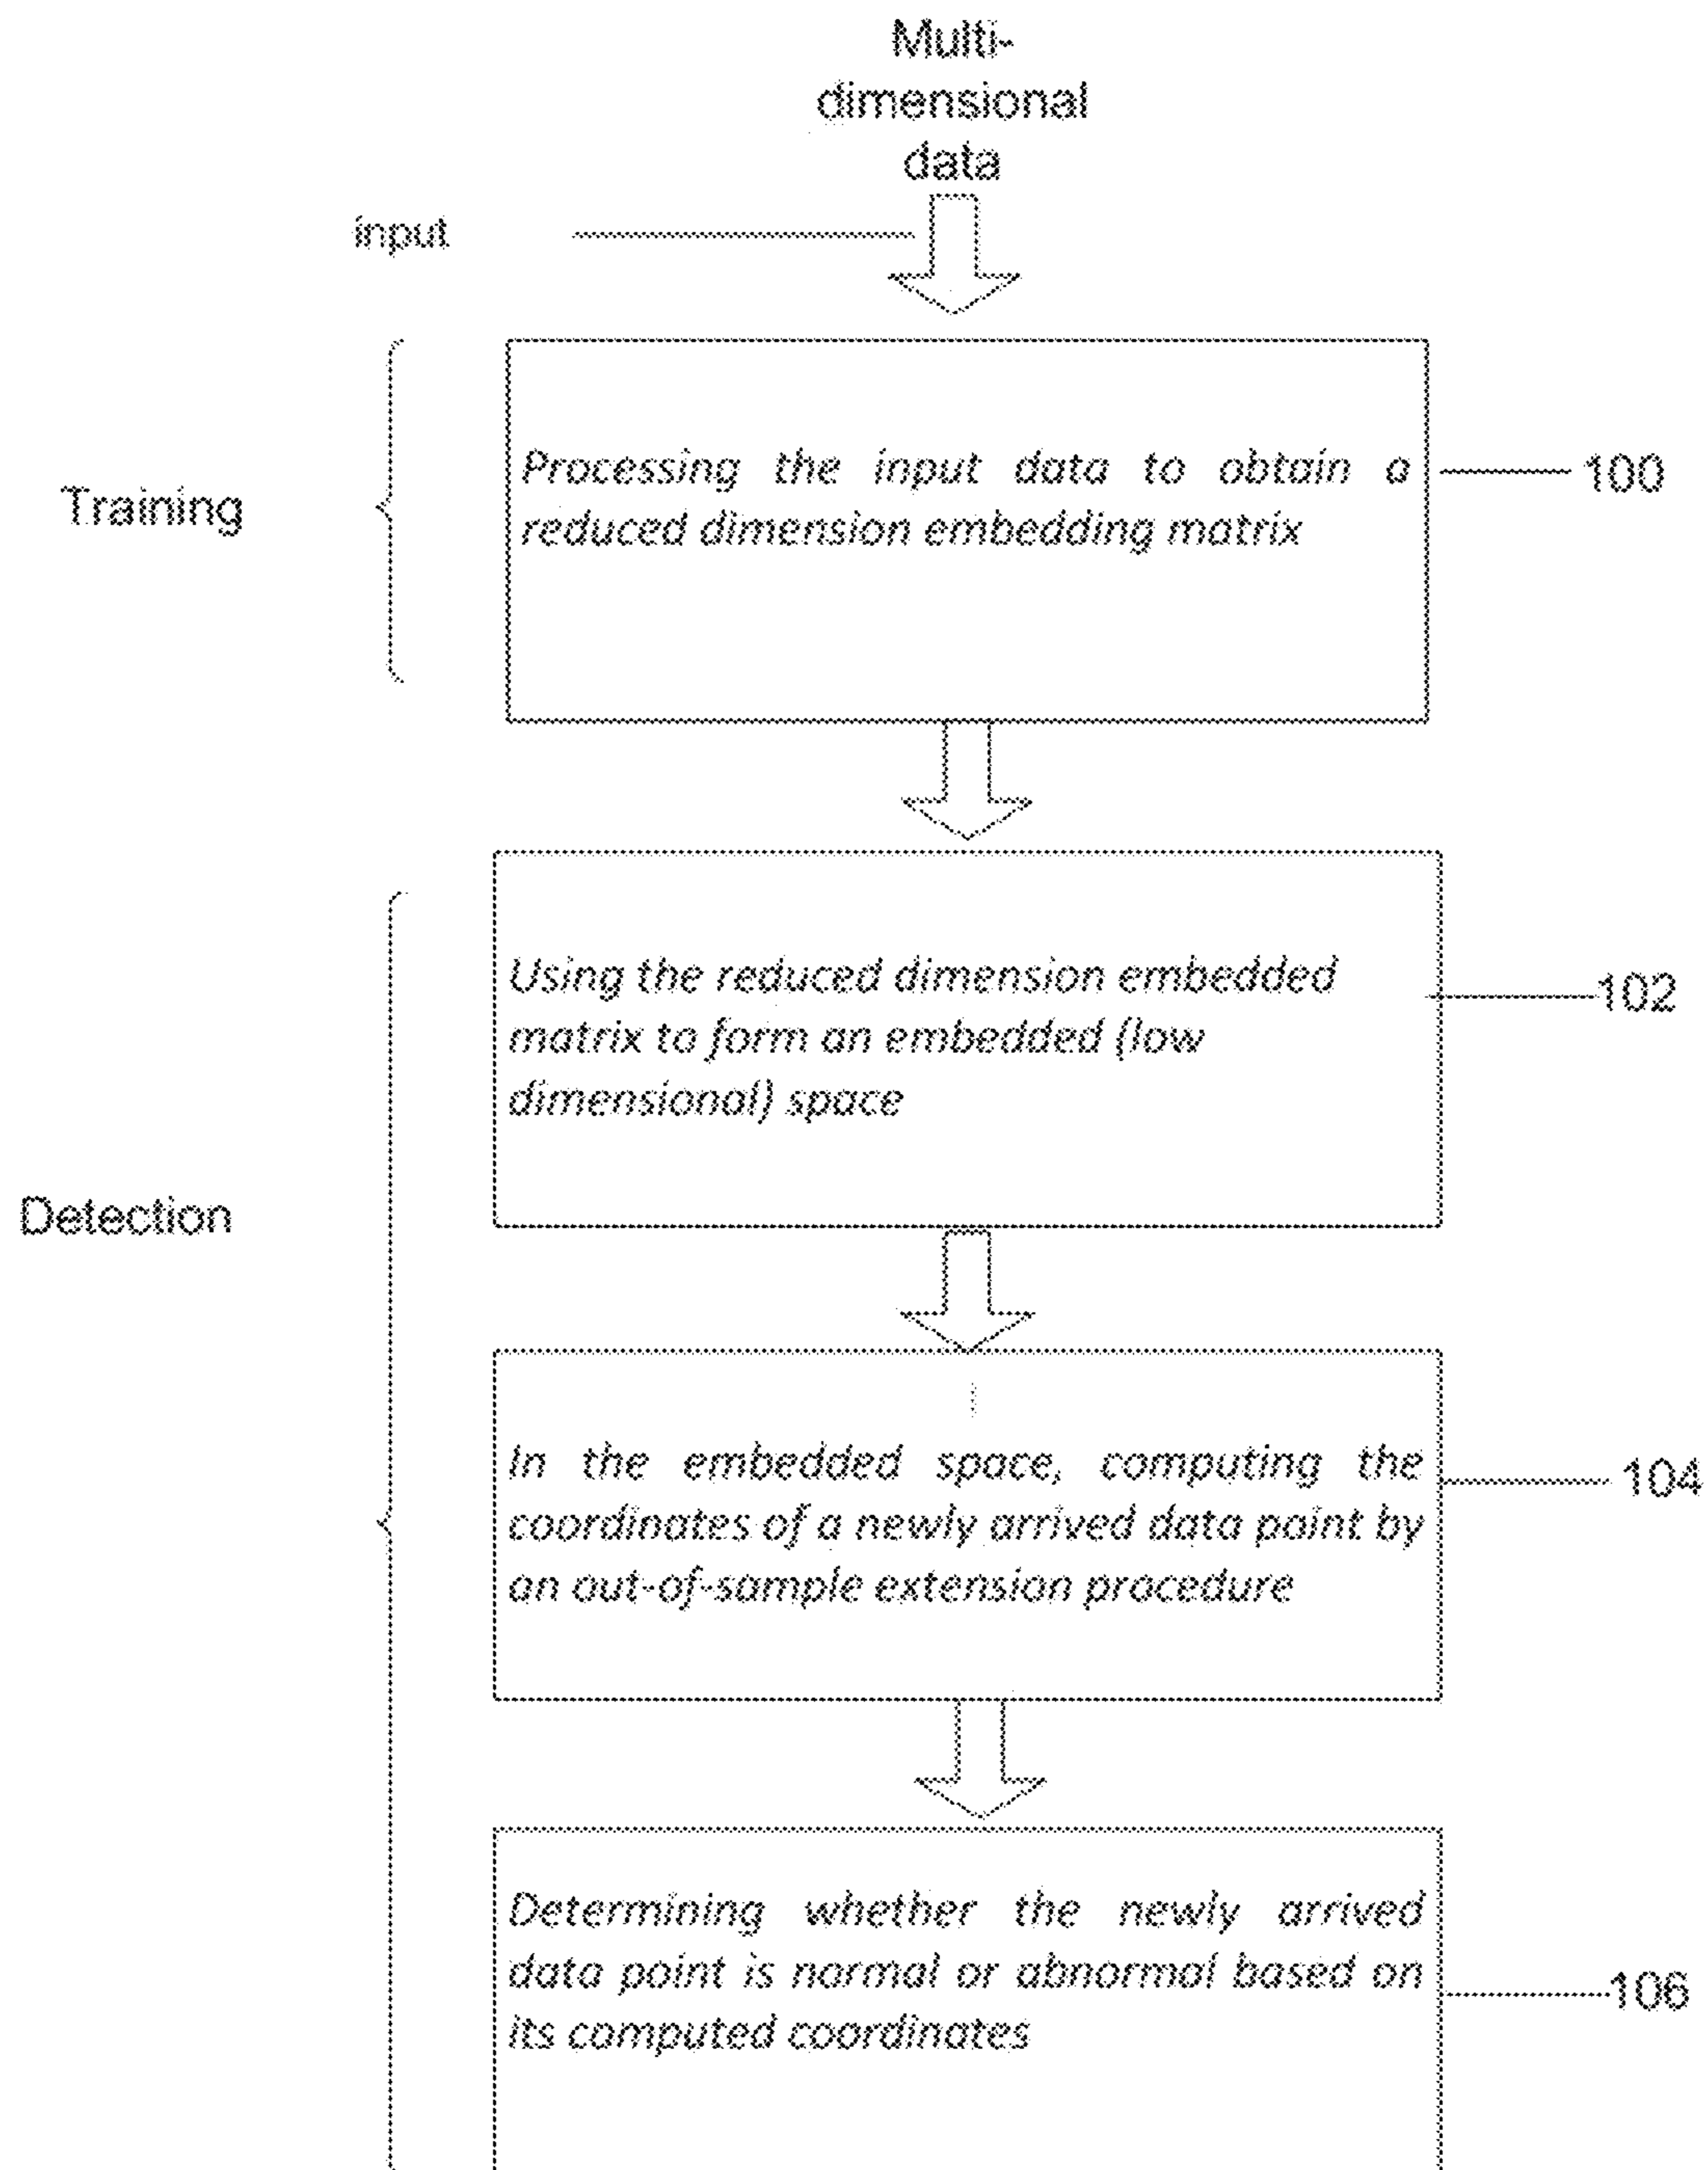 Multi-
dimensional
data
input
Training
Processing the input data to obtain a
reduced dimension embedding matrix
100
Using the reduced dimension embedded
matrix to form an embedded (low
dimensional) space
102
Detection
In the embedded space, computing the
coordinates of a newly arrived data point by
an out-of-sample extension procedure
104
Determining whether the newly arrived
data point is normal or abnormal based on
its computed coordinates
106